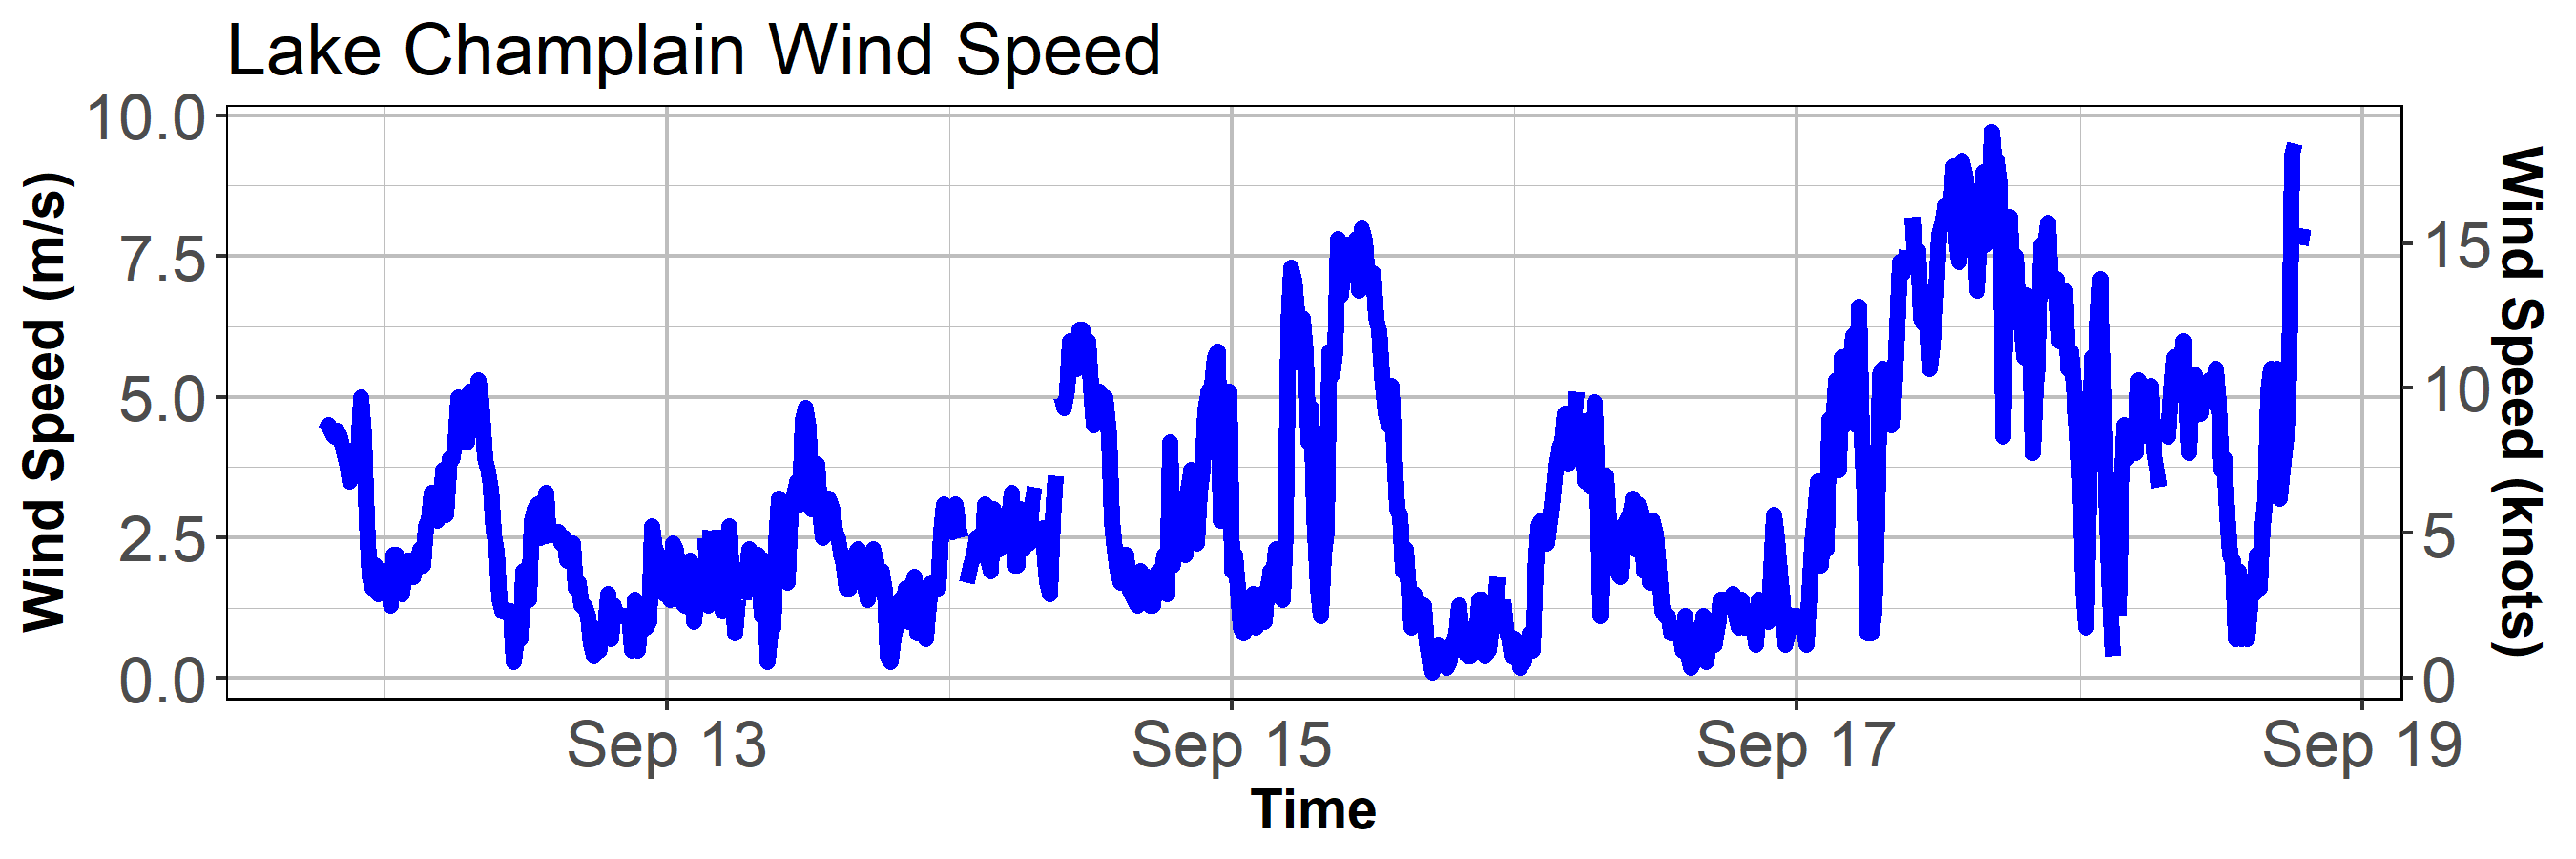 Lake Champlain Wind Speed
Wind Speed (m/s)
10.0
7.5
5.0
2.5
0.0
Wind Speed (knots)
15
10
5
0
Sep 13
Sep 15
Sep 17
Sep 19
Time